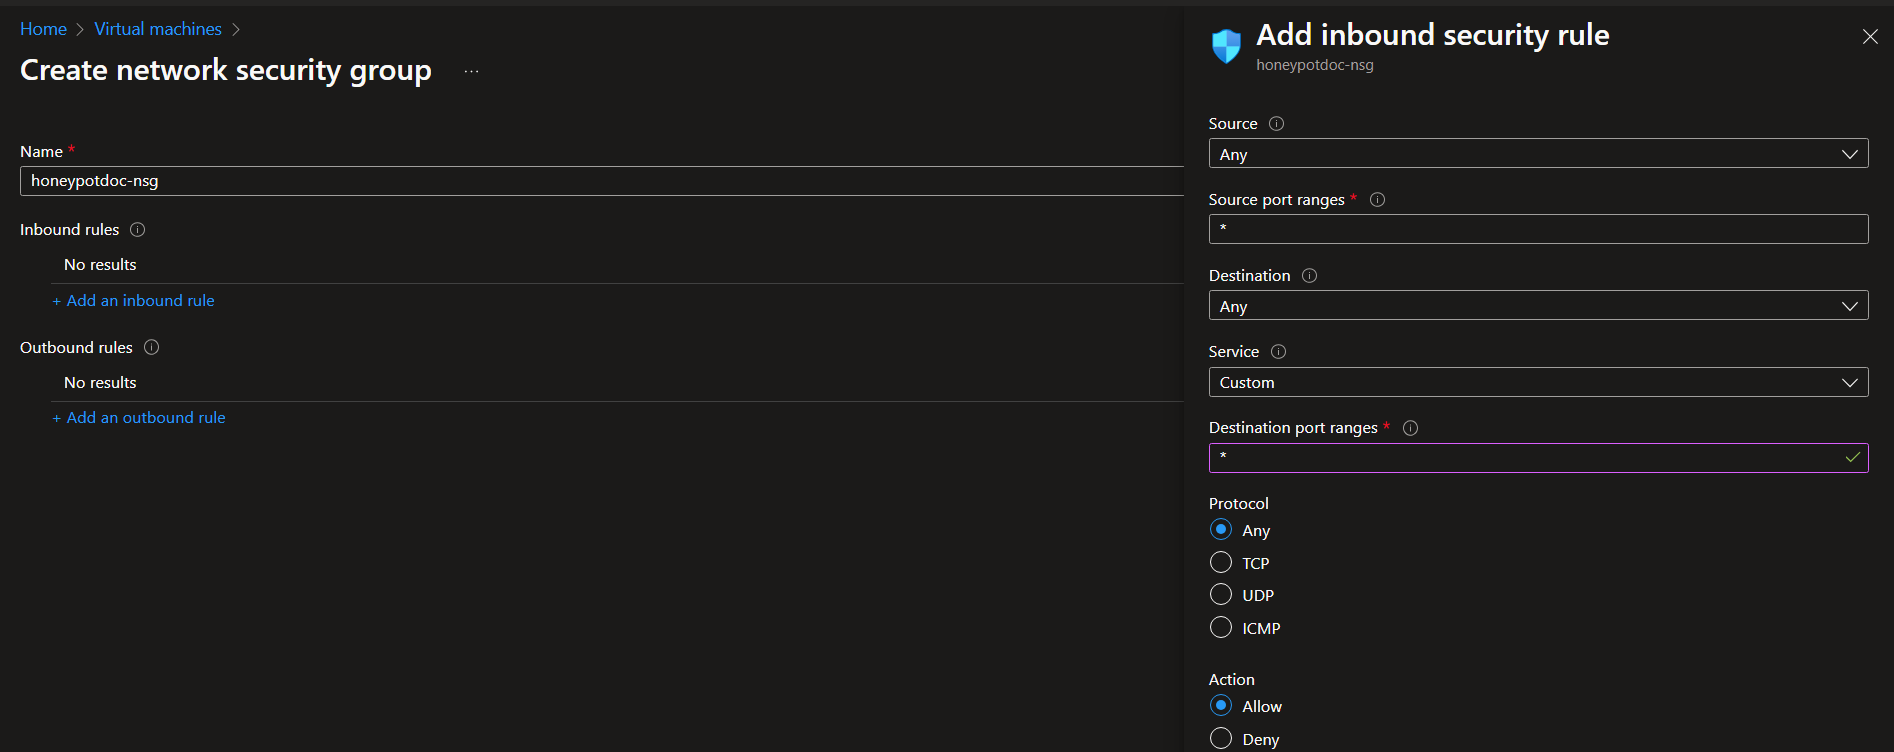 Home > Virtual machines >
Create network security group ...
Name *
honeypotdoc-nsg
Inbound rules
No results
+ Add an inbound rule
Outbound rules
No results
+ Add an outbound rule
Add inbound security rule
honeypotdoc-nsg
Source
Any
Source port ranges *
*
Destination
Any
Service
Custom
Destination port ranges *
*
Protocol
Any
TCP
UDP
ICMP
Action
Allow
Deny